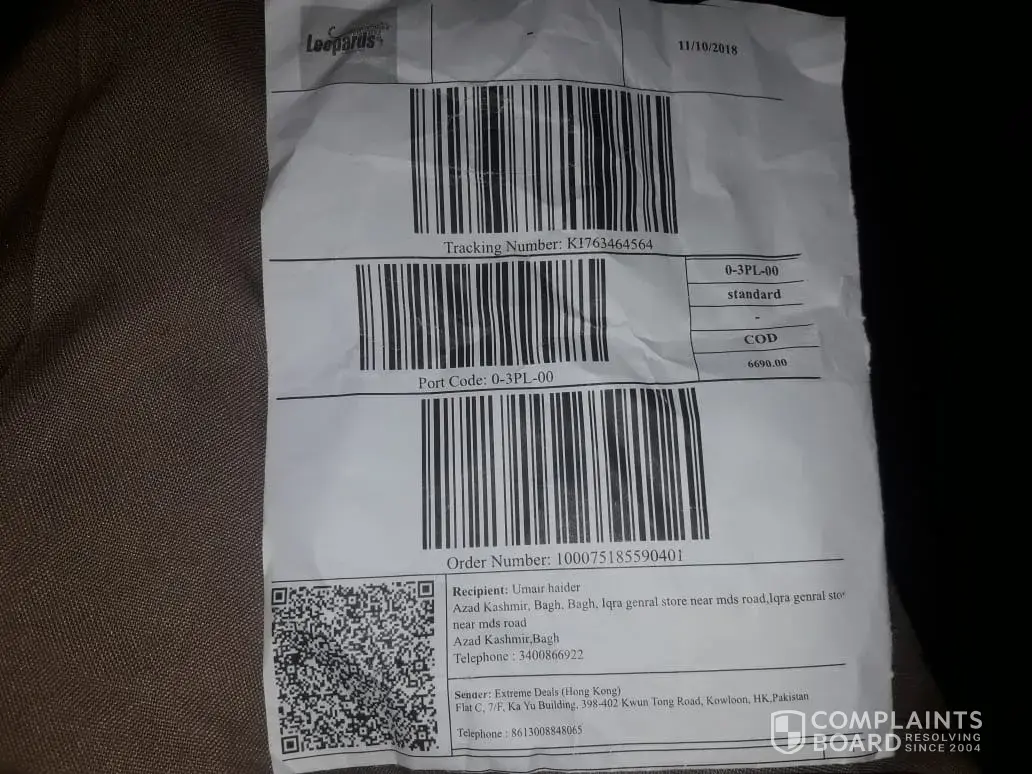 Leopards
-
11/10/2018
Tracking Number: KI763464564
0-3PL-00
standard
-
COD
6690.00
Port Code: 0-3PL-00
Order Number: 100075185590401
Recipient: Umair haider
Azad Kashmir, Bagh, Bagh, Iqra genral store near mds road,Iqra genral sto
near mds road
Azad Kashmir,Bagh
Telephone : 3400866922
Sender: Extreme Deals (Hong Kong)
Flat C, 7/F, Ka Yu Building, 398-402 Kwun Tong Road, Kowloon, HK,Pakistan
Telephone : 8613008848065
COMPLAINTS
BOARD RESOLVING
SINCE 2004